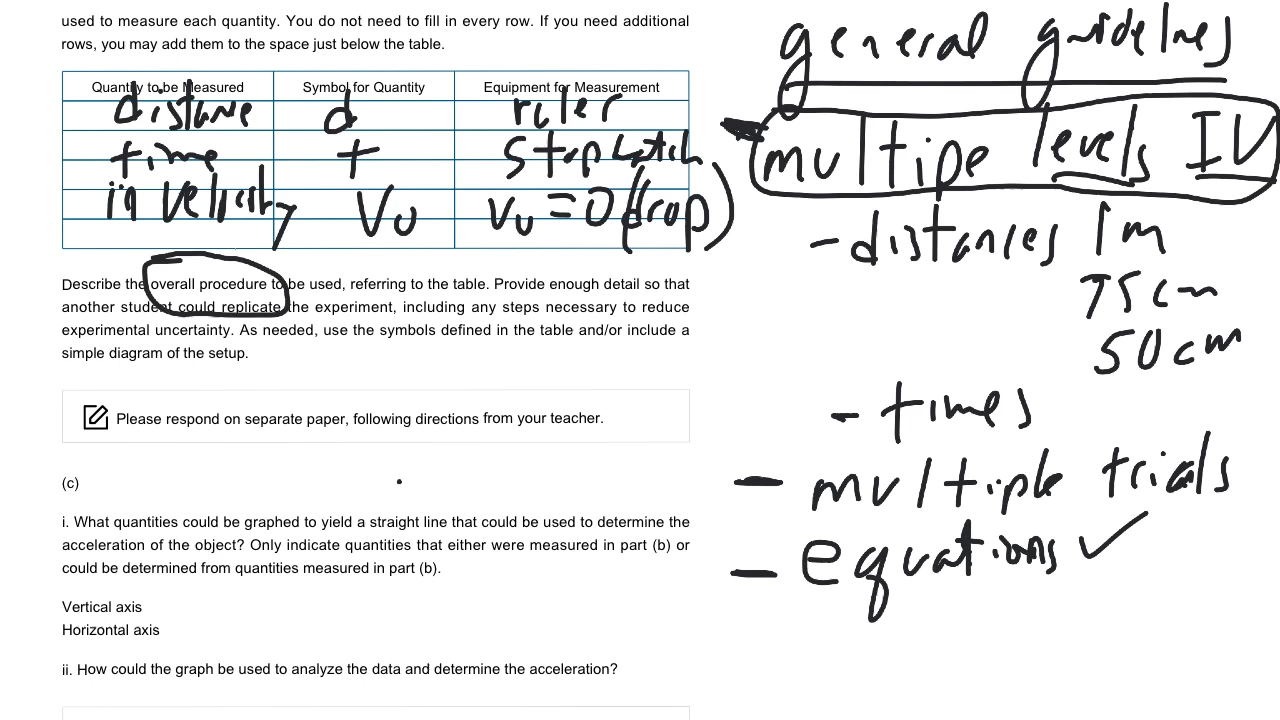 used to measure each quantity. You do not need to fill in every row. If you need additional
rows, you may add them to the space just below the table.
Quantity to be Measured Symbol for Quantity Equipment for Measurement
distane d ruler
time t stopwatch
in velocity V0 V0 = 0 (drop)
Describe the overall procedure to be used, referring to the table. Provide enough detail so that
another student could replicate the experiment, including any steps necessary to reduce
experimental uncertainty. As needed, use the symbols defined in the table and/or include a
simple diagram of the setup.
Please respond on separate paper, following directions from your teacher.
(c)
i. What quantities could be graphed to yield a straight line that could be used to determine the
acceleration of the object? Only indicate quantities that either were measured in part (b) or
could be determined from quantities measured in part (b).
Vertical axis
Horizontal axis
ii. How could the graph be used to analyze the data and determine the acceleration?
general guidelines
multipe levels IV
- distances 1m
75cm
50cm
- times
- multiple trials
- equations ✓